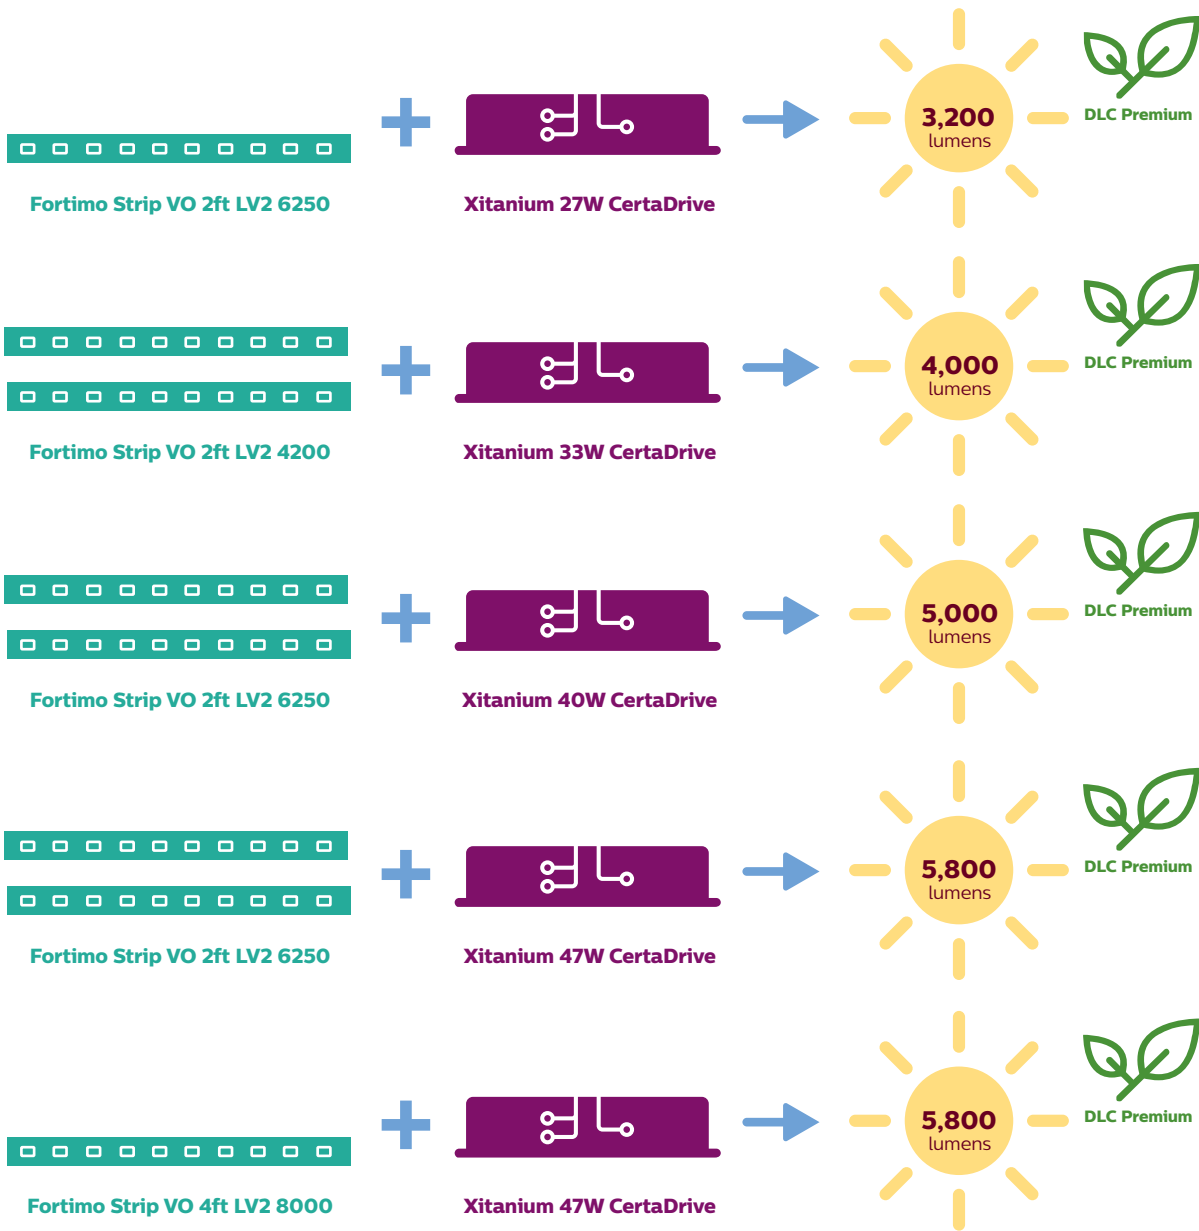 3,200
lumens
DLC Premium
Fortimo Strip VO 2ft LV2 6250
Xitanium 27W CertaDrive
4,000
lumens
DLC Premium
Fortimo Strip VO 2ft LV2 4200
Xitanium 33W CertaDrive
5,000
lumens
DLC Premium
Fortimo Strip VO 2ft LV2 6250
Xitanium 40W CertaDrive
5,800
lumens
DLC Premium
Fortimo Strip VO 2ft LV2 6250
Xitanium 47W CertaDrive
5,800
lumens
DLC Premium
Fortimo Strip VO 4ft LV2 8000
Xitanium 47W CertaDrive